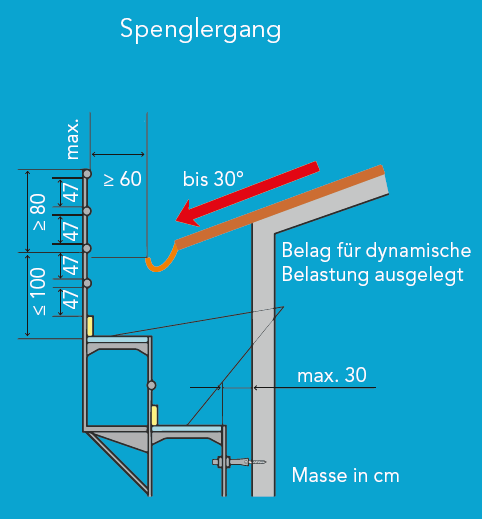 Spenglergang
max.
≥ 60
bis 30°
47
≥ 80
47
Belag für dynamische
Belastung ausgelegt
47
≤ 100
47
max. 30
Masse in cm